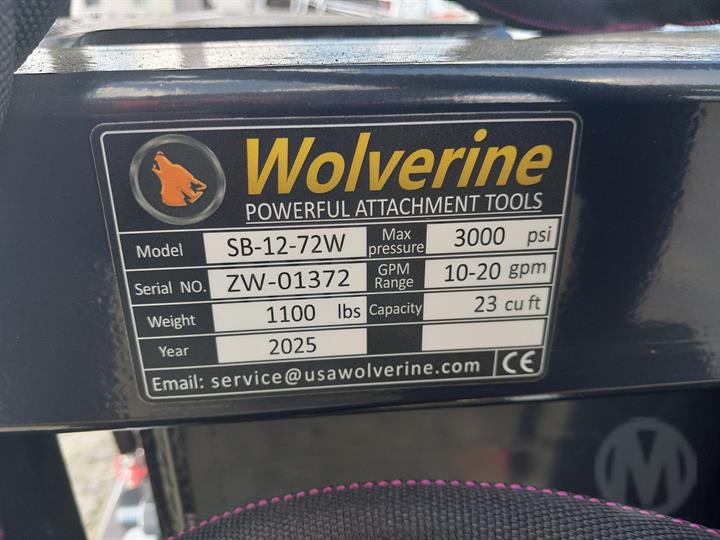 Wolverine
POWERFUL ATTACHMENT TOOLS
Model SB-12-72W Max pressure 3000 psi
Serial NO. ZW-01372 GPM Range 10-20 gpm
Weight 1100 lbs Capacity 23 cu ft
Year 2025
Email: service@usawolverine.com CE
M